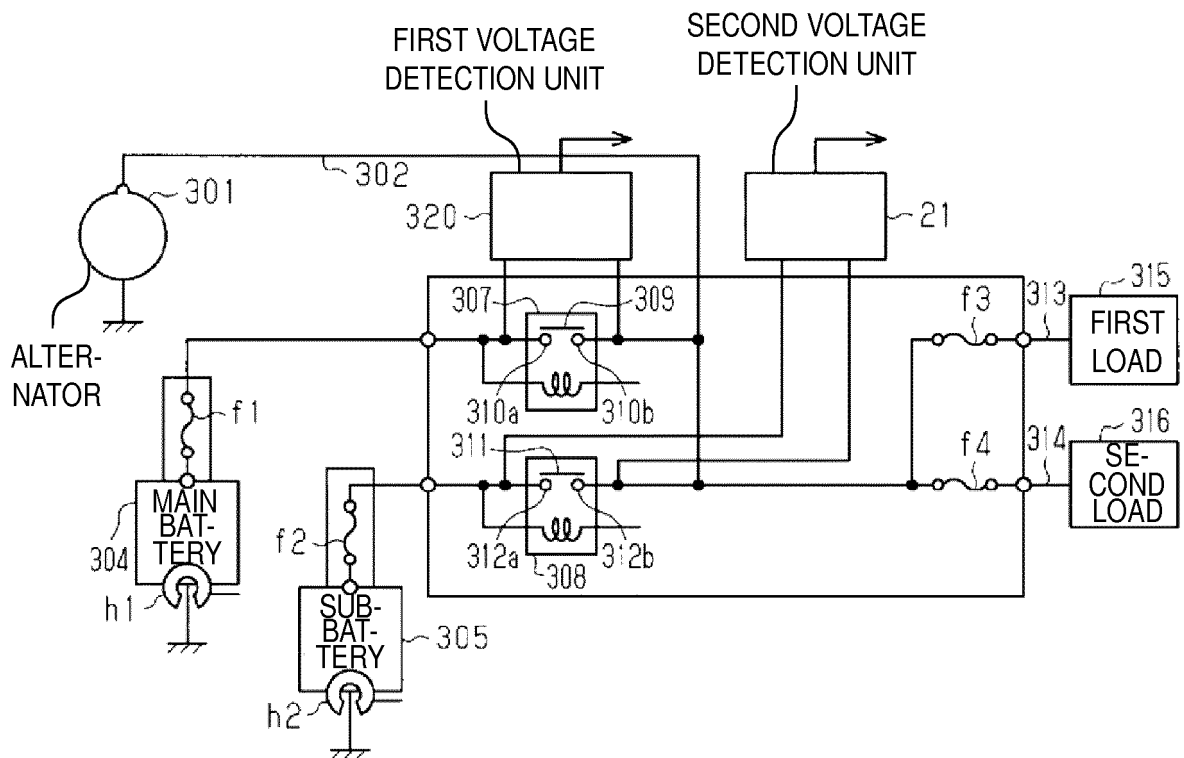 FIRST VOLTAGE
DETECTION UNIT
SECOND VOLTAGE
DETECTION UNIT
301
302
320
21
ALTER-
NATOR
307
309
f3
313
315
FIRST
LOAD
310a
310b
f1
311
f4
314
316
SE-
COND
LOAD
MAIN
BAT-
TERY
304
f2
312a
312b
308
h1
SUB-
BAT-
TERY
305
h2